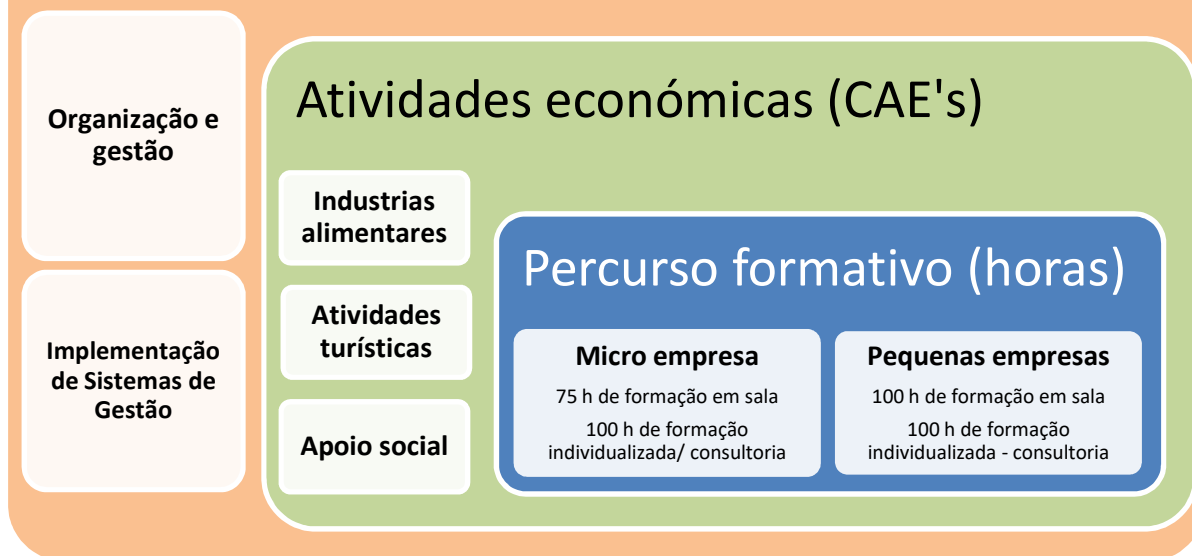 Organização e
gestão
Implementação
de Sistemas de
Gestão
Atividades económicas (CAE's)
Industrias
alimentares
Atividades
turísticas
Apoio social
Percurso formativo (horas)
Micro empresa
75 h de formação em sala
100 h de formação
individualizada/ consultoria
Pequenas empresas
100 h de formação em sala
100 h de formação
individualizada - consultoria